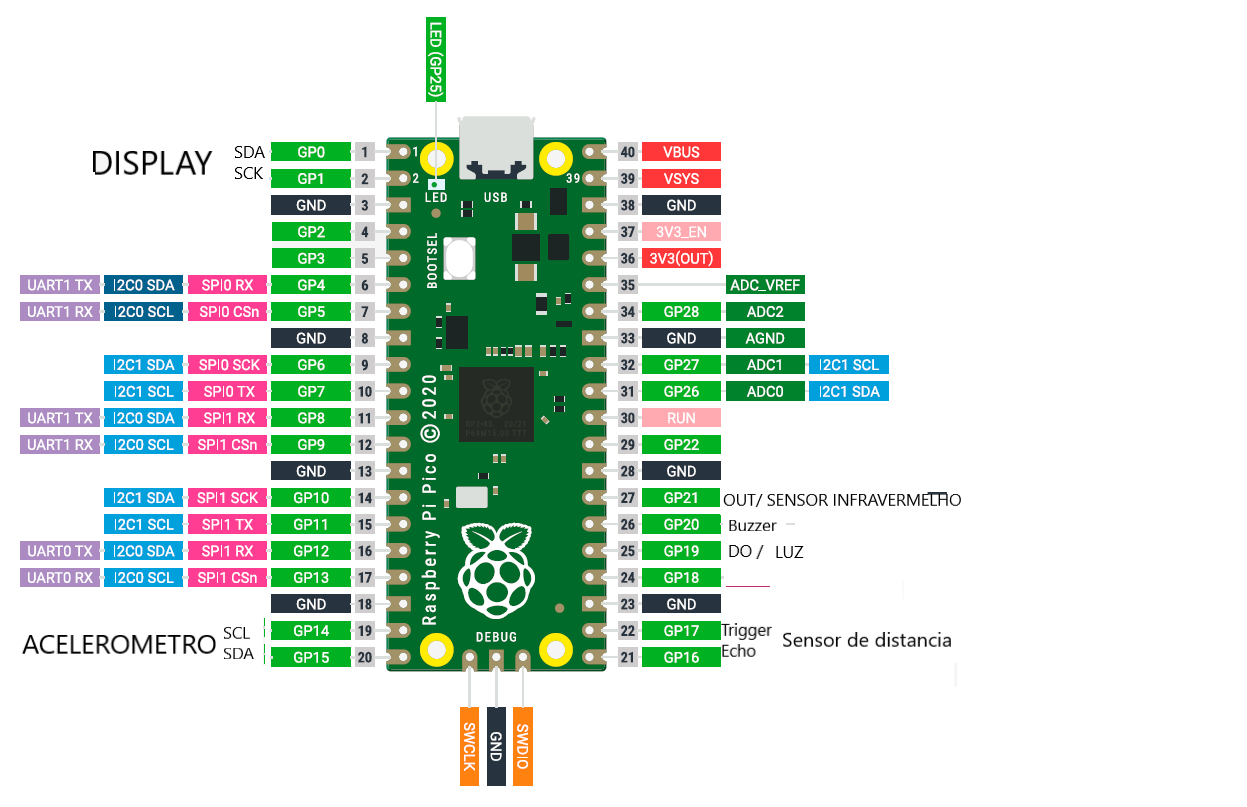 LED (GP25)
DISPLAY SDA GP0 1 1 40 VBUS
SCK GP1 2 2 LED USB 39 39 VSYS
GND 3 38 GND
GP2 4 37 3V3_EN
GP3 5 BOOTSEL 36 3V3(OUT)
UART1 TX I2C0 SDA SPI0 RX GP4 6 35 ADC_VREF
UART1 RX I2C0 SCL SPI0 CSn GP5 7 34 GP28 ADC2
GND 8 33 GND AGND
I2C1 SDA SPI0 SCK GP6 9 32 GP27 ADC1 I2C1 SCL
I2C1 SCL SPI0 TX GP7 10 31 GP26 ADC0 I2C1 SDA
UART1 TX I2C0 SDA SPI1 RX GP8 11 30 RUN
UART1 RX I2C0 SCL SPI1 CSn GP9 12 29 GP22
GND 13 28 GND
Raspberry Pi Pico © 2020
I2C1 SDA SPI1 SCK GP10 14 27 GP21 OUT/ SENSOR INFRAVERMELHO
I2C1 SCL SPI1 TX GP11 15 26 GP20 Buzzer
UART0 TX I2C0 SDA SPI1 RX GP12 16 25 GP19 DO / LUZ
UART0 RX I2C0 SCL SPI1 CSn GP13 17 24 GP18
GND 18 23 GND
ACELEROMETRO SCL GP14 19 DEBUG 22 GP17 Trigger Sensor de distancia
SDA GP15 20 21 GP16 Echo
SWCLK GND SWDIO